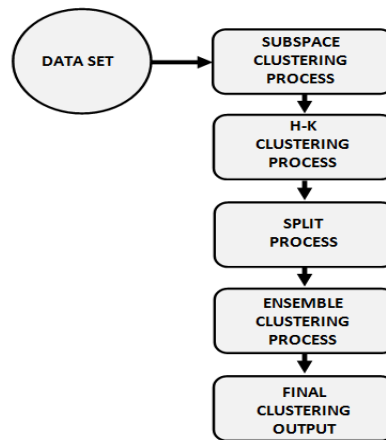 DATA SET
SUBSPACE
CLUSTERING
PROCESS
H-K
CLUSTERING
PROCESS
SPLIT
PROCESS
ENSEMBLE
CLUSTERING
PROCESS
FINAL
CLUSTERING
OUTPUT